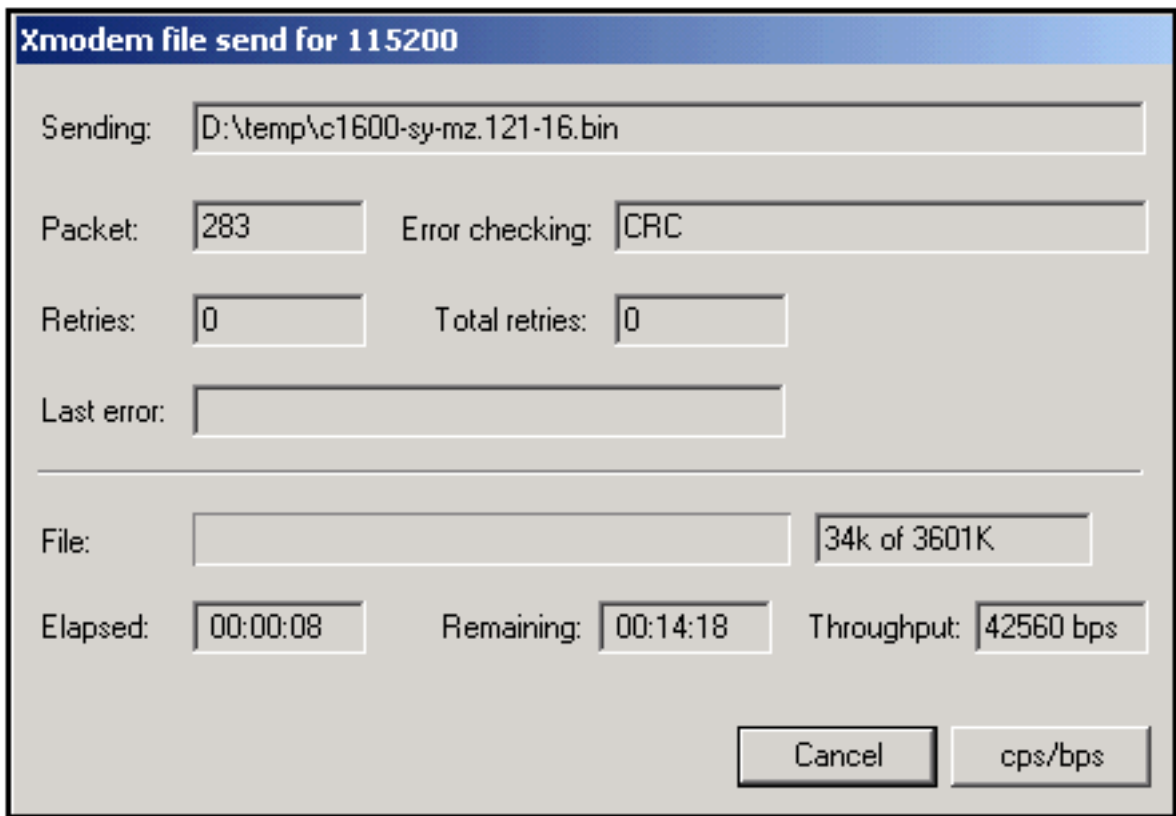 Xmodem file send for 115200
Sending: D:\temp\c1600-sy-mz.121-16.bin
Packet: 283 Error checking: CRC
Retries: 0 Total retries: 0
Last error:
File: 34k of 3601K
Elapsed: 00:00:08 Remaining: 00:14:18 Throughput: 42560 bps
Cancel cps/bps